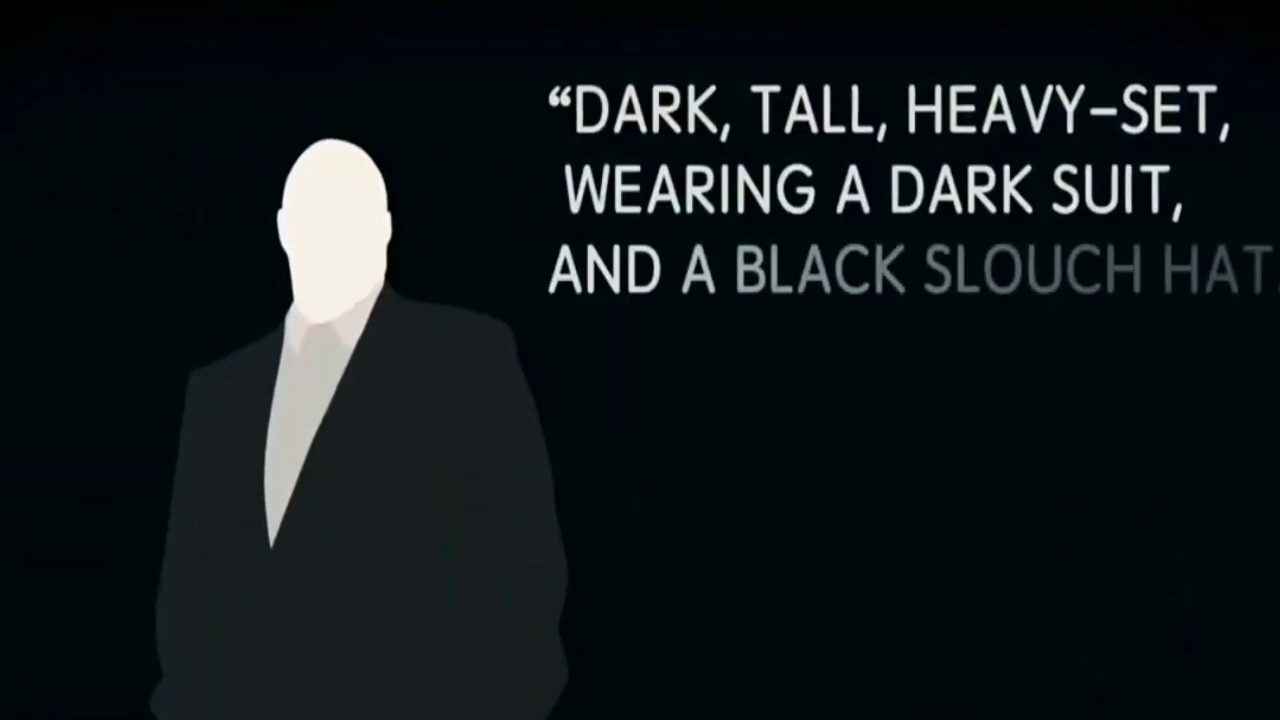 “DARK, TALL, HEAVY-SET,
WEARING A DARK SUIT,
AND A BLACK SLOUCH HAT.